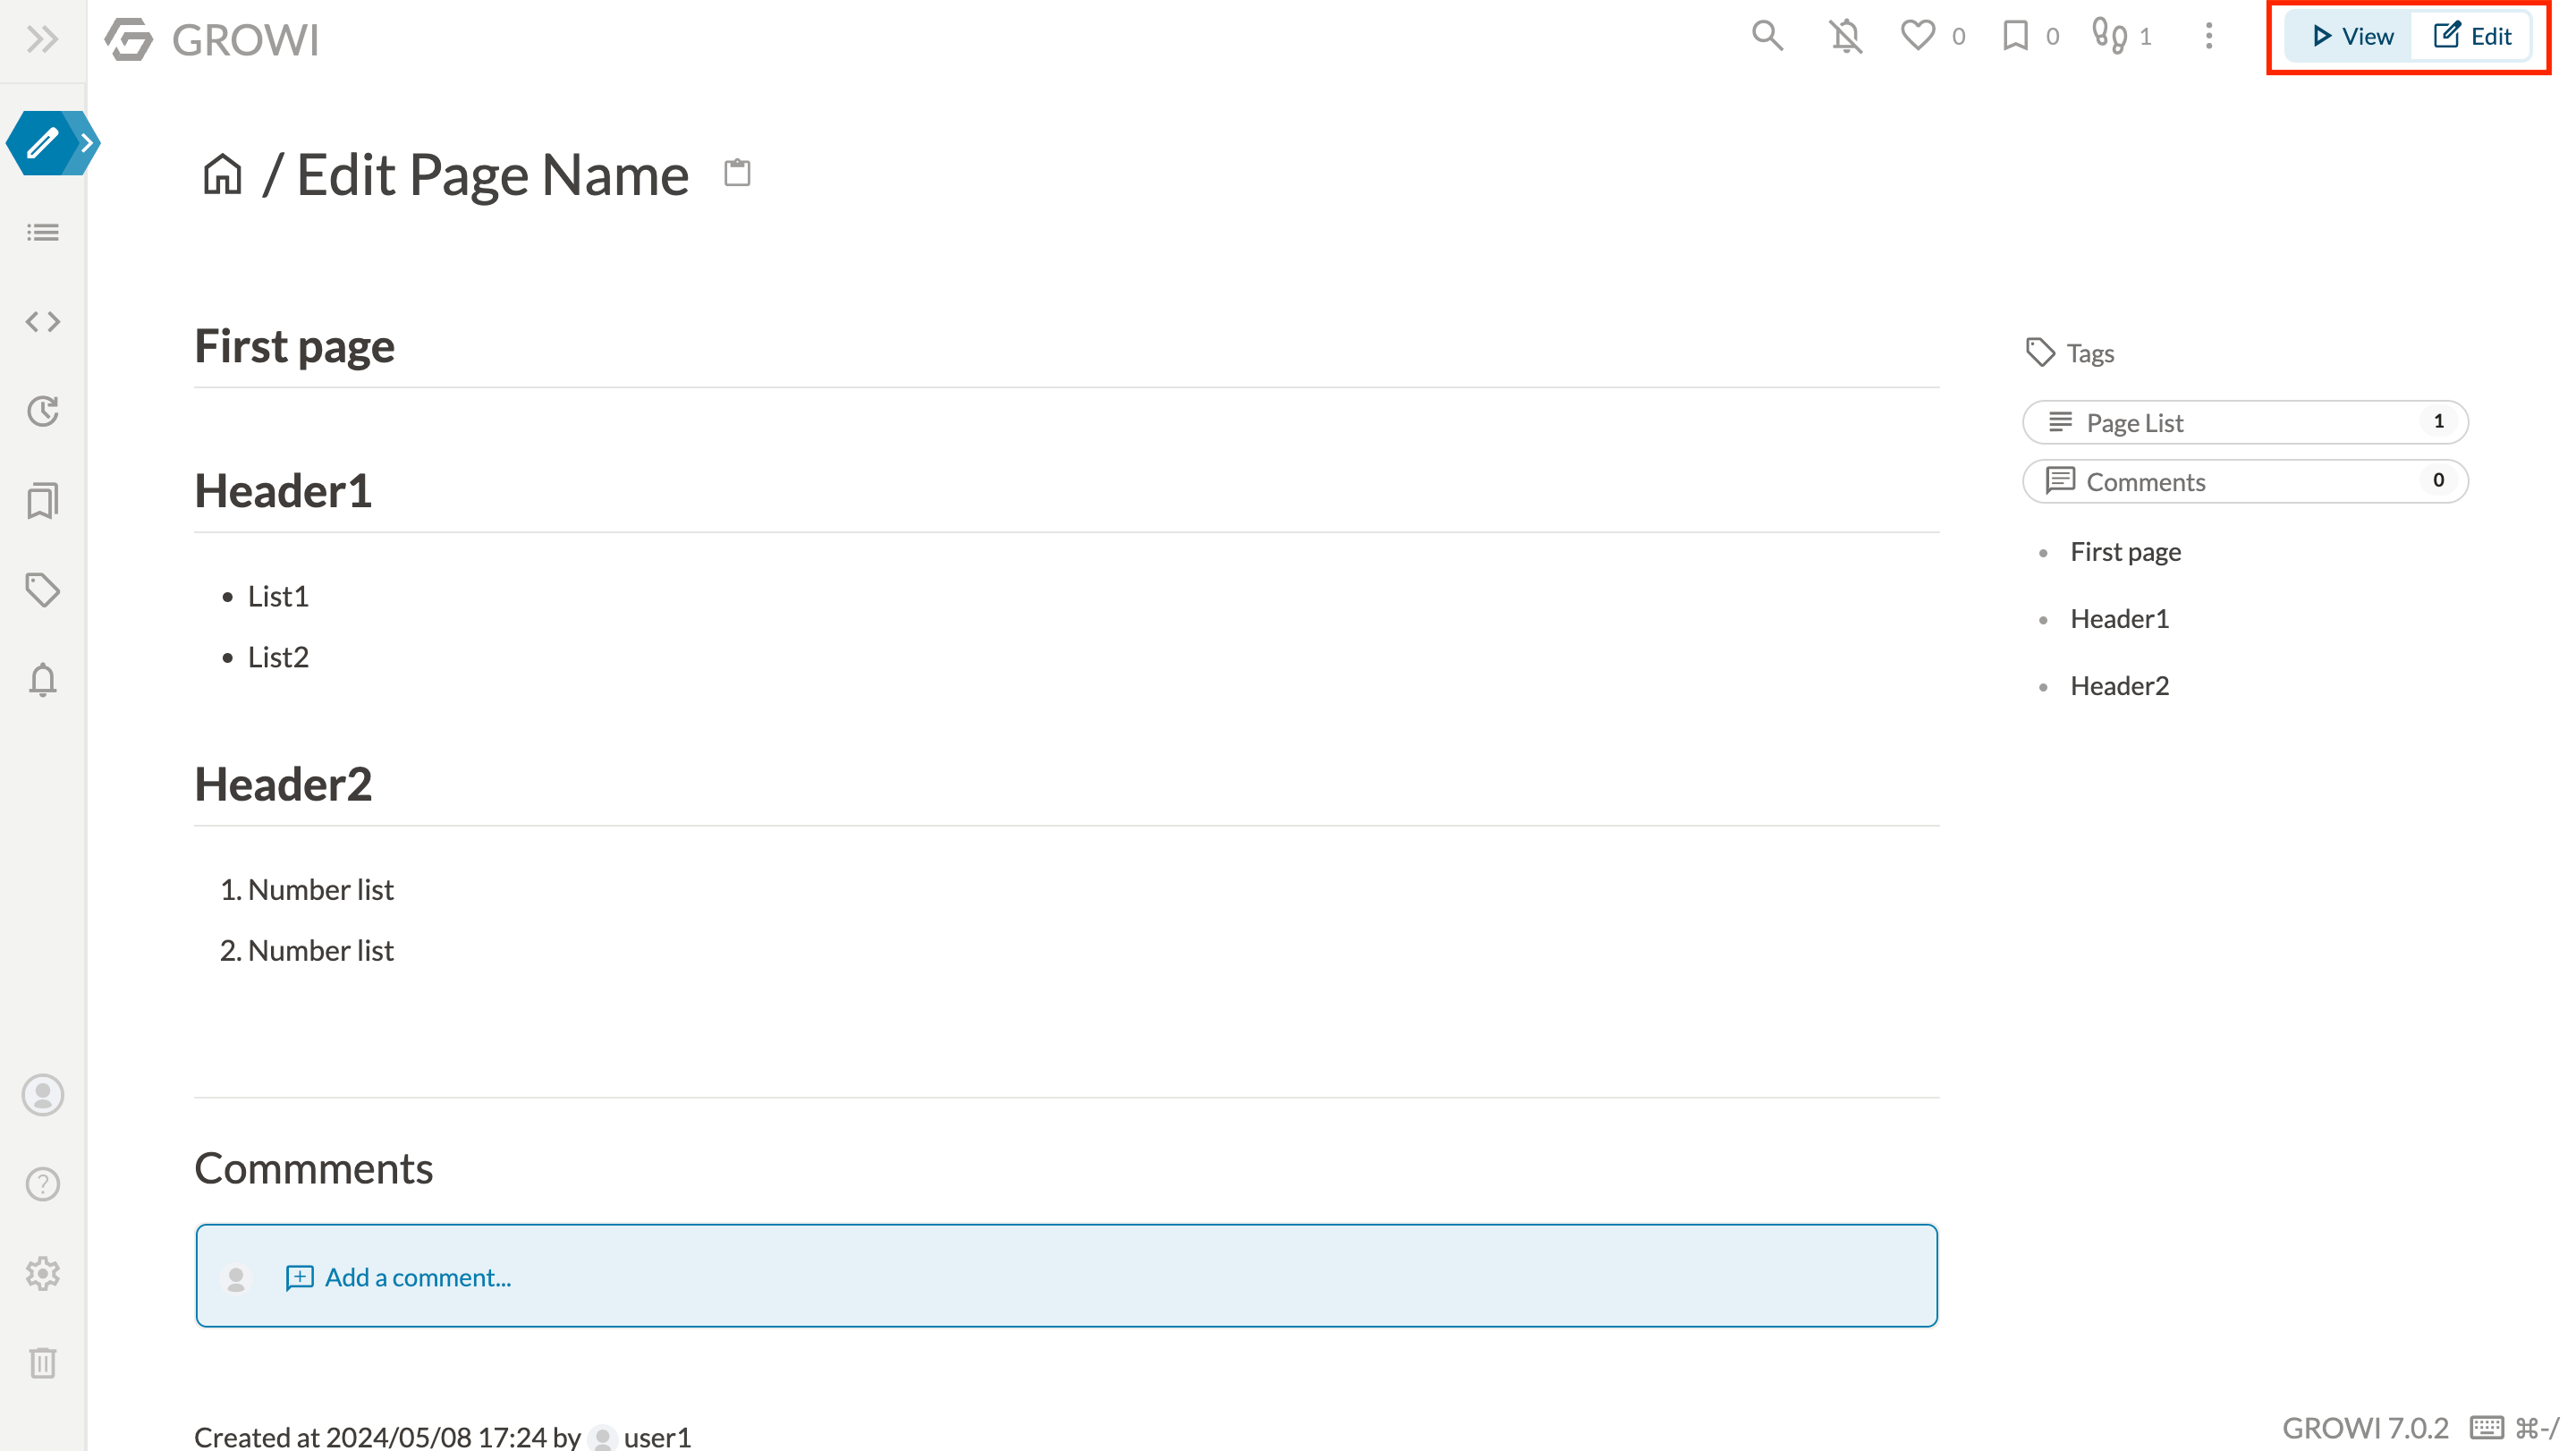 GROWI
0
0
1
View
Edit
/ Edit Page Name
First page
Header1
• List1
• List2
Header2
1. Number list
2. Number list
Tags
Page List 1
Comments 0
• First page
• Header1
• Header2
Commments
Add a comment...
Created at 2024/05/08 17:24 by user1
GROWI 7.0.2 ⌘-/